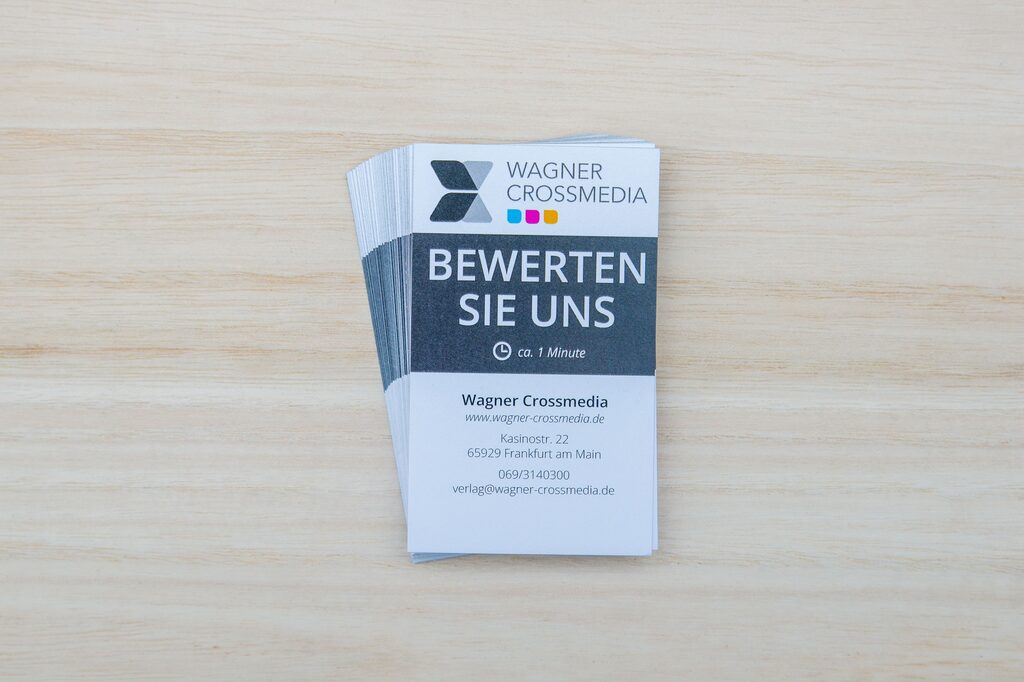 WAGNER
CROSSMEDIA
BEWERTEN
SIE UNS
ca. 1 Minute
Wagner Crossmedia
www.wagner-crossmedia.de
Kasinostr. 22
65929 Frankfurt am Main
069/3140300
verlag@wagner-crossmedia.de